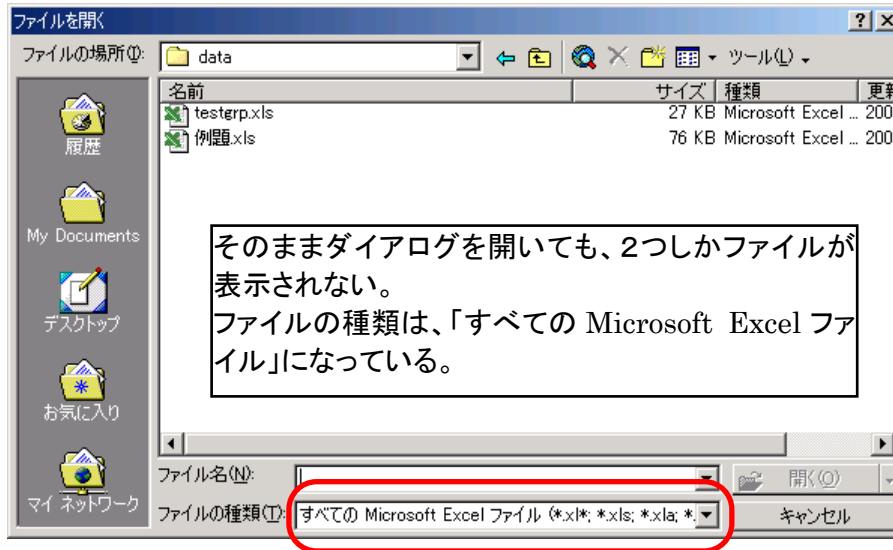 ファイルを開く
ファイルの場所(I):
data
ツール(L)
名前 サイズ 種類 更新
testgrp.xls 27 KB Microsoft Excel ... 200
例題.xls 76 KB Microsoft Excel ... 200
履歴
My Documents
デスクトップ
お気に入り
マイ ネットワーク
そのままダイアログを開いても、２つしかファイルが
表示されない。
ファイルの種類は、「すべての Microsoft Excel ファ
イル」になっている。
ファイル名(N):
開く(O)
ファイルの種類(T):
すべての Microsoft Excel ファイル (*.xl*; *.xls; *.xla; *.
キャンセル